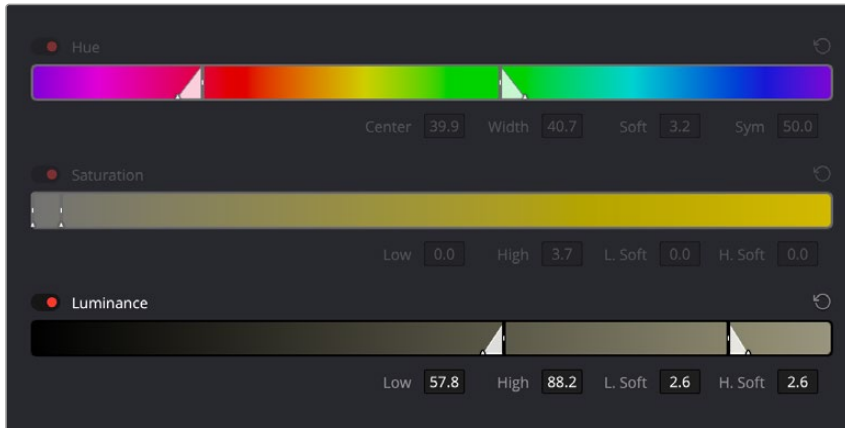 Hue
Center 39.9 Width 40.7 Soft 3.2 Sym 50.0
Saturation
Low 0.0 High 3.7 L. Soft 0.0 H. Soft 0.0
Luminance
Low 57.8 High 88.2 L. Soft 2.6 H. Soft 2.6